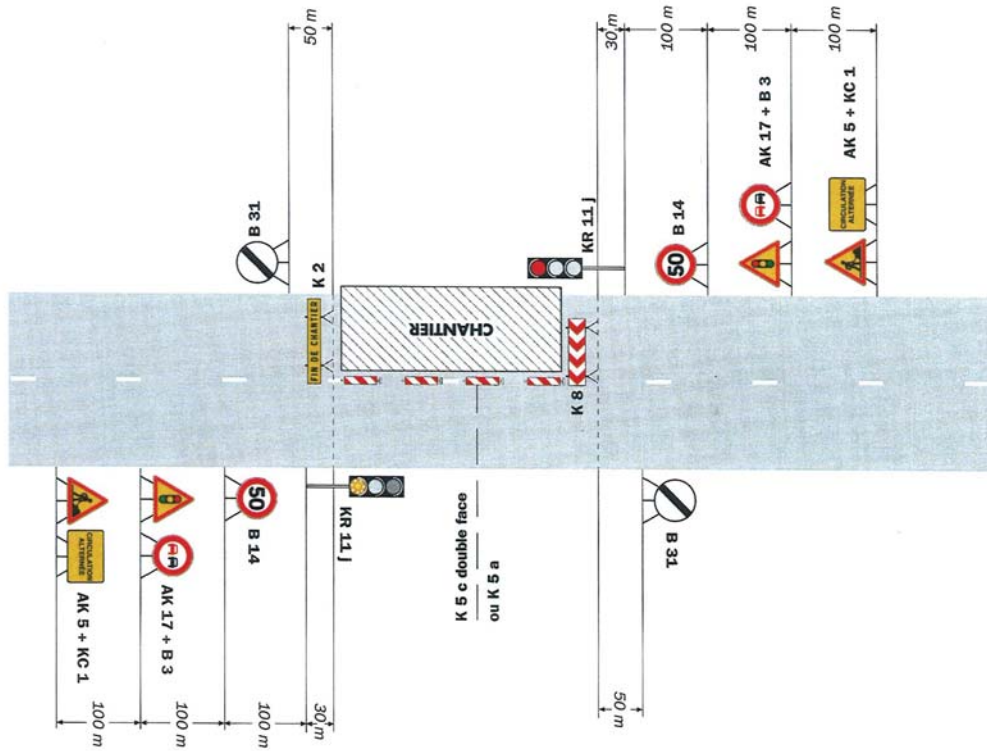 50 m
30 m
100 m
100 m
100 m
B 31
K 2
KR 11 j
B 14
50
AK 17 + B 3
AK 5 + KC 1
CIRCULATION
ALTERNÉE
FIN DE CHANTIER
CHANTIER
K 8
K 5 c double face
ou K 5 a
KR 11 j
B 31
50
B 14
AK 17 + B 3
CIRCULATION
ALTERNÉE
AK 5 + KC 1
100 m
100 m
100 m
30 m
50 m